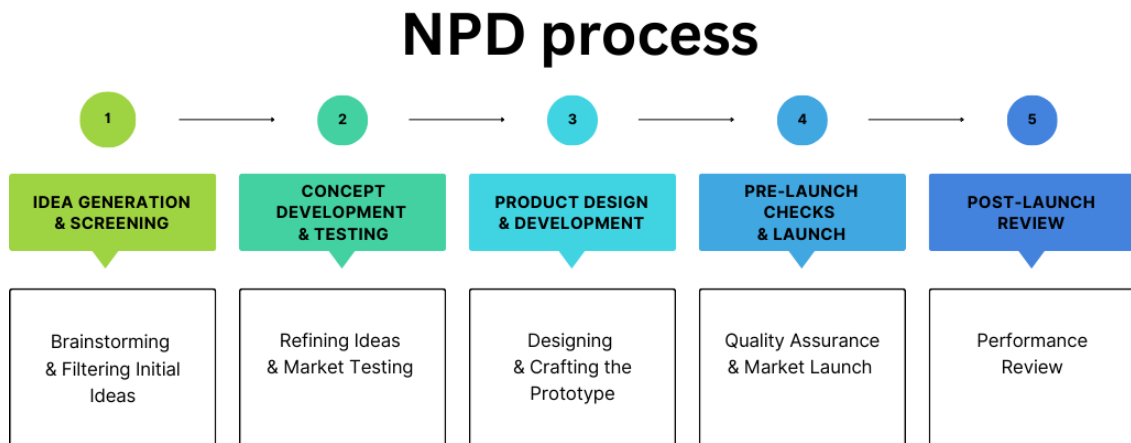 NPD process
1
2
3
4
5
IDEA GENERATION
& SCREENING
CONCEPT
DEVELOPMENT
& TESTING
PRODUCT DESIGN
& DEVELOPMENT
PRE-LAUNCH
CHECKS
& LAUNCH
POST-LAUNCH
REVIEW
Brainstorming
& Filtering Initial
Ideas
Refining Ideas
& Market Testing
Designing
& Crafting the
Prototype
Quality Assurance
& Market Launch
Performance
Review